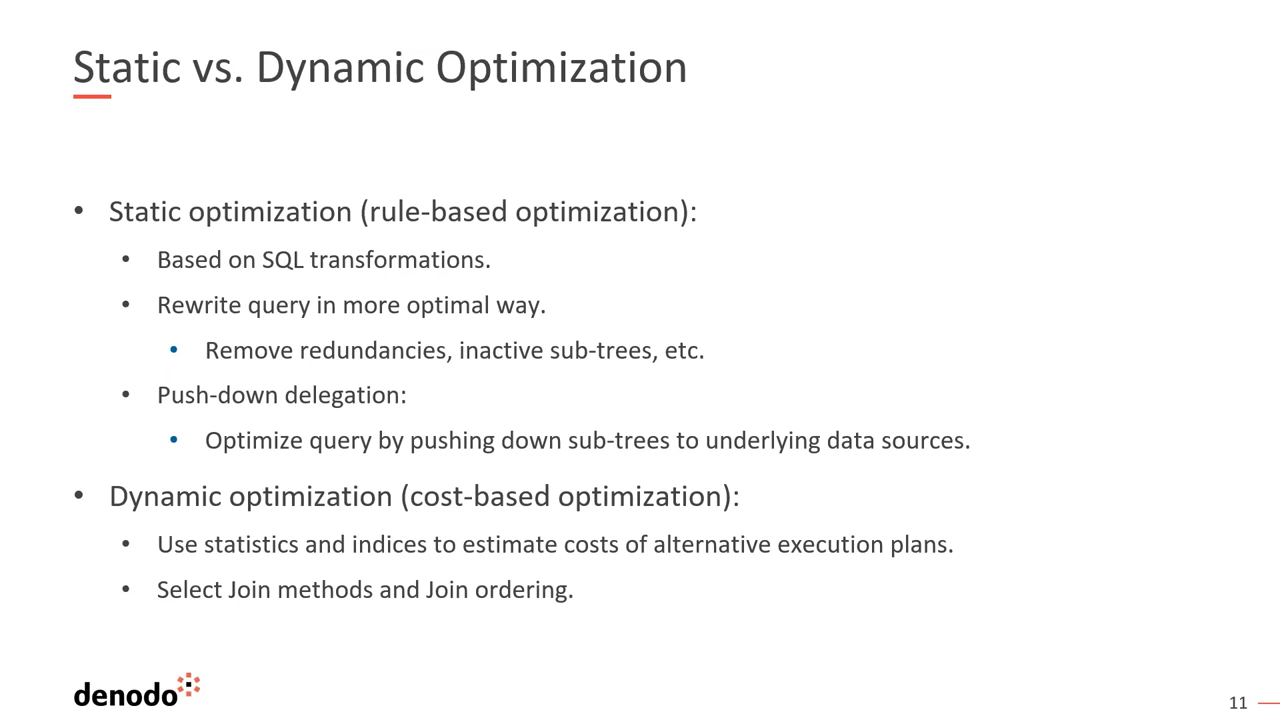 Static vs. Dynamic Optimization
• Static optimization (rule-based optimization):
• Based on SQL transformations.
• Rewrite query in more optimal way.
• Remove redundancies, inactive sub-trees, etc.
• Push-down delegation:
• Optimize query by pushing down sub-trees to underlying data sources.
• Dynamic optimization (cost-based optimization):
• Use statistics and indices to estimate costs of alternative execution plans.
• Select Join methods and Join ordering.
denodo
11